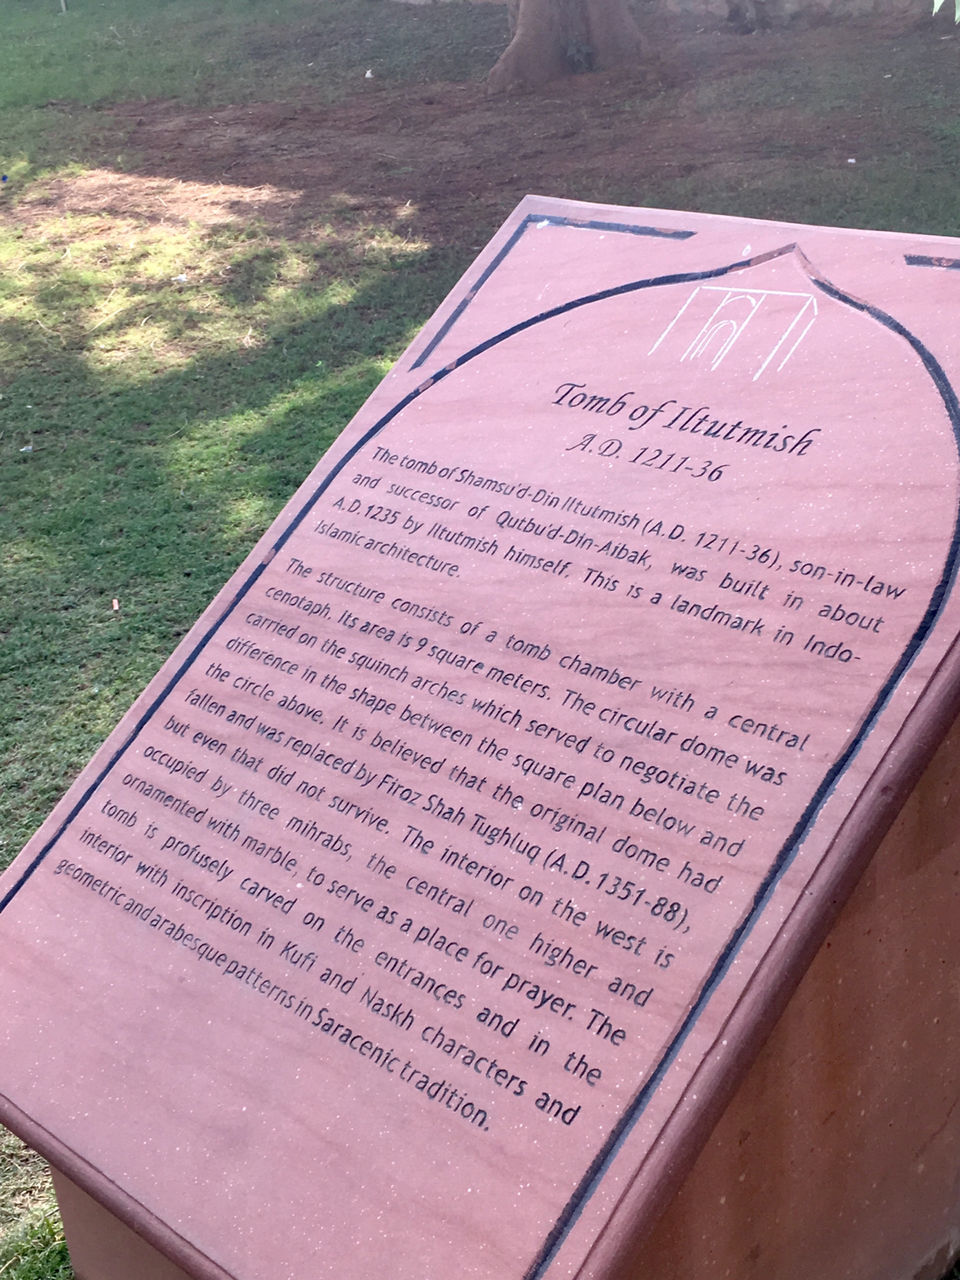 Tomb of Iltutmish
A.D. 1211-36
The tomb of Shamsu'd-Din Iltutmish (A.D. 1211-36), son-in-law
and successor of Qutbu'd-Din-Aibak, was built in about
A.D.1235 by Iltutmish himself. This is a landmark in Indo-
Islamic architecture.
The structure consists of a tomb chamber with a central
cenotaph. Its area is 9 square meters. The circular dome was
carried on the squinch arches which served to negotiate the
difference in the shape between the square plan below and
the circle above. It is believed that the original dome had
fallen and was replaced by Firoz Shah Tughluq (A.D.1351-88),
but even that did not survive. The interior on the west is
occupied by three mihrabs, the central one higher and
ornamented with marble, to serve as a place for prayer. The
tomb is profusely carved on the entrances and in the
interior with inscription in Kufi and Naskh characters and
geometric and arabesque patterns in Saracenic tradition.